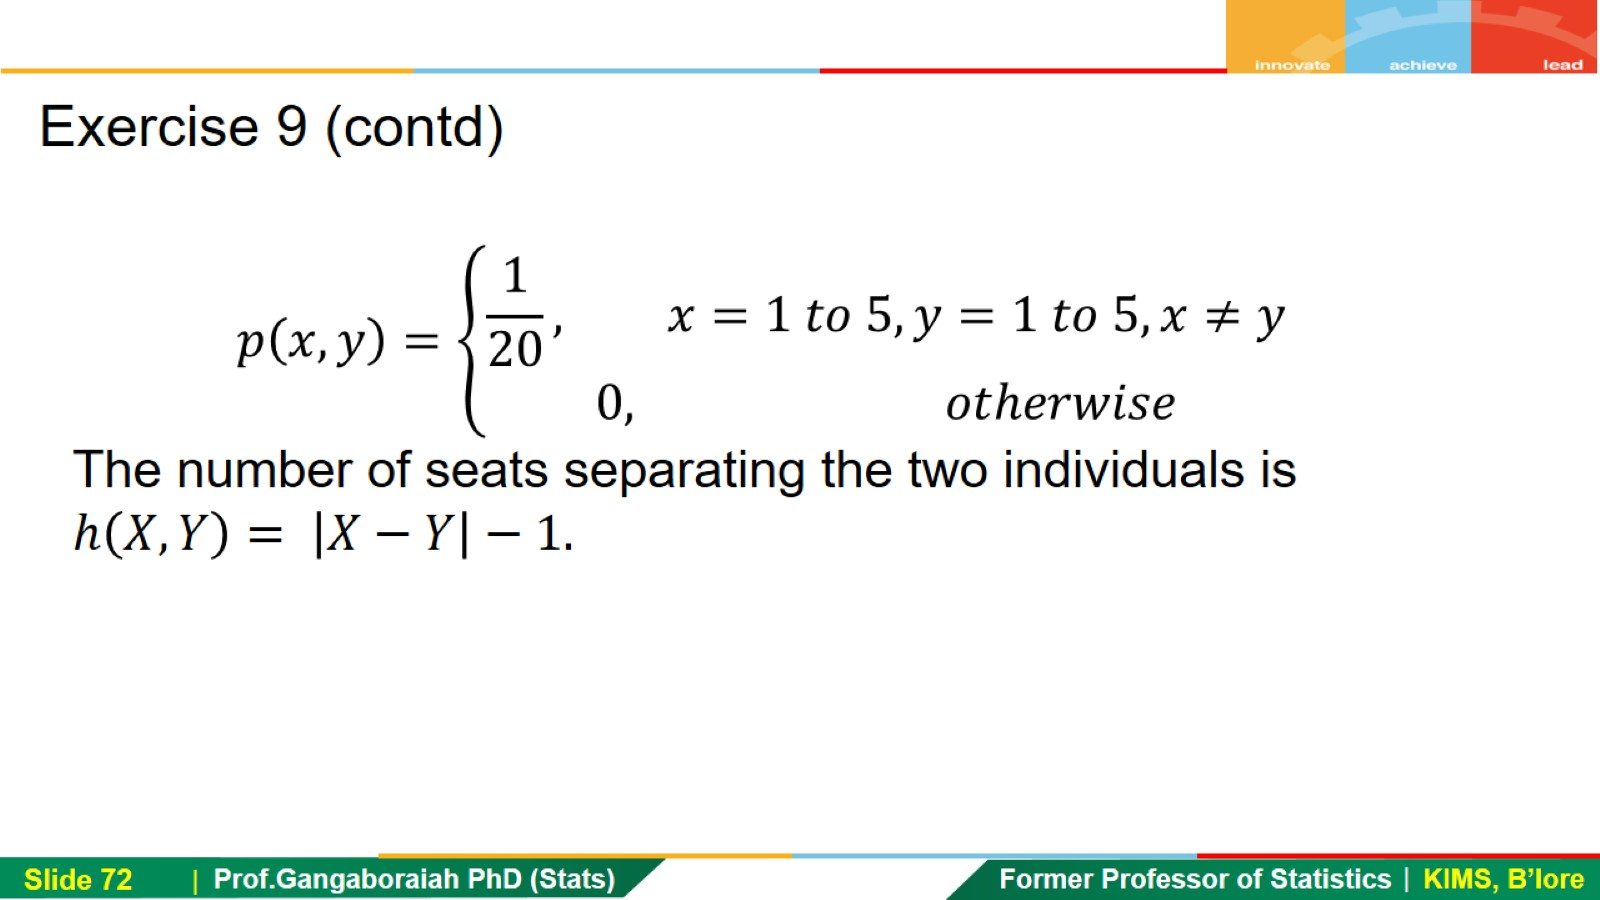 innovate achieve lead
Exercise 9 (contd)
p(x, y) = { 1/20 , x = 1 to 5, y = 1 to 5, x ≠ y
0, otherwise
The number of seats separating the two individuals is
h(X, Y) = |X − Y| − 1.
Slide 72 | Prof.Gangaboraiah PhD (Stats) Former Professor of Statistics | KIMS, B’lore